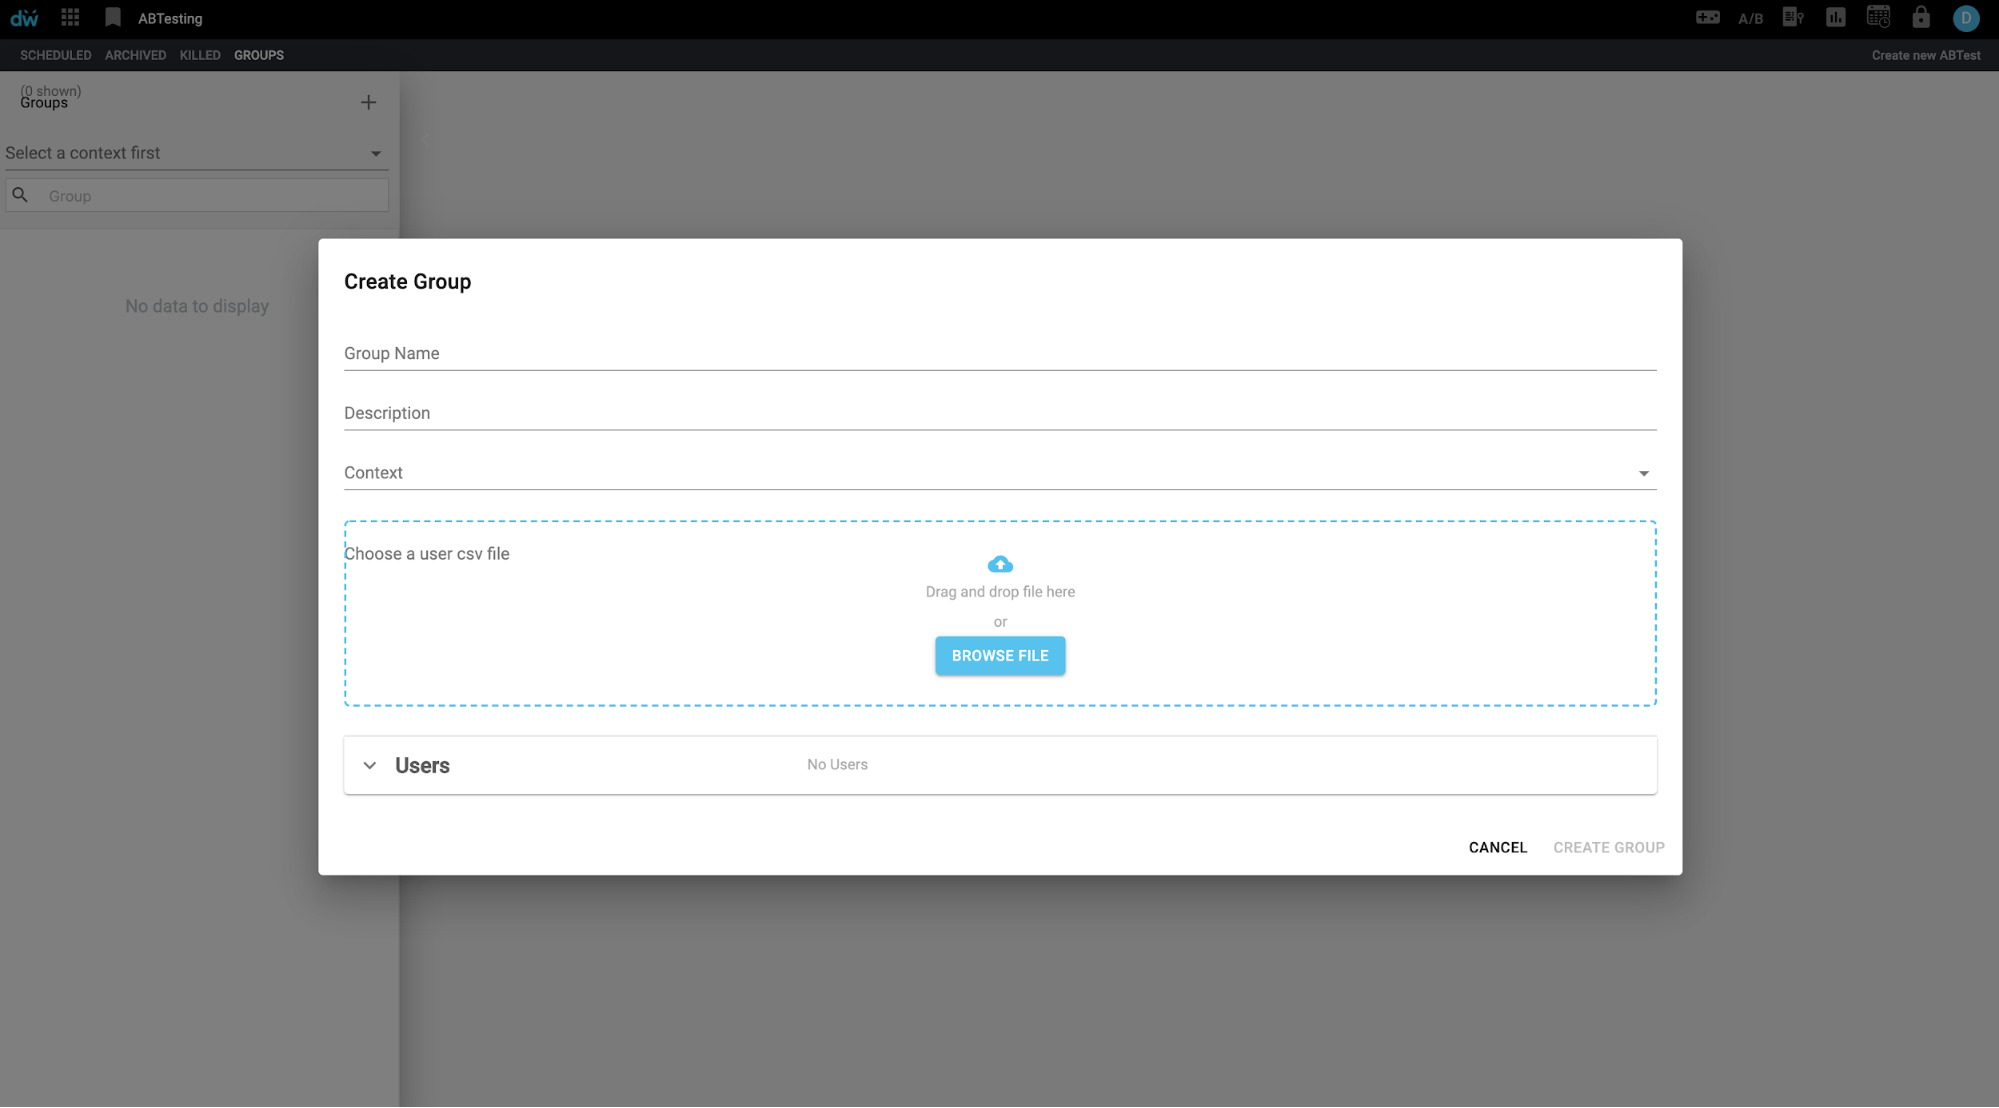 dw
ABTesting
A/B
D
SCHEDULED ARCHIVED KILLED GROUPS
Create new ABTest
(0 shown)
Groups
Select a context first
Group
No data to display
Create Group
Group Name
Description
Context
Choose a user csv file
Drag and drop file here
or
BROWSE FILE
Users
No Users
CANCEL CREATE GROUP